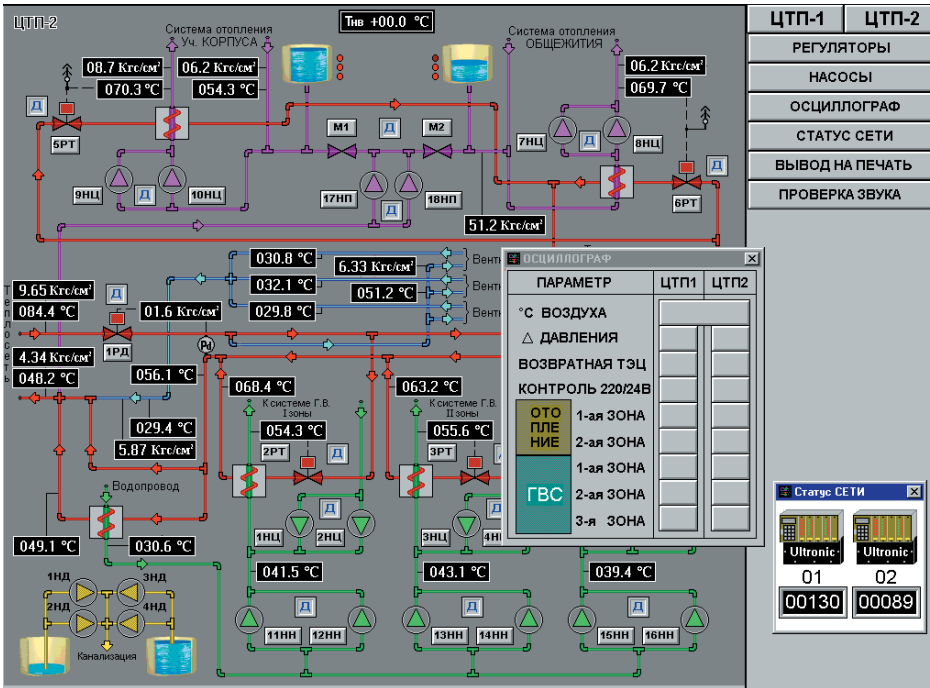 ЦТП-2
Тнв +00.0 °C
ЦТП-1
ЦТП-2
РЕГУЛЯТОРЫ
НАСОСЫ
ОСЦИЛЛОГРАФ
СТАТУС СЕТИ
ВЫВОД НА ПЕЧАТЬ
ПРОВЕРКА ЗВУКА
Система отопления
Уч. КОРПУСА
08.7 Кгс/см²
06.2 Кгс/см²
070.3 °C
054.3 °C
Система отопления
ОБЩЕЖИТИЯ
06.2 Кгс/см²
069.7 °C
Д
5РТ
М1
Д
М2
7НЦ
Д
8НЦ
Д
6РТ
9НЦ
Д
10НЦ
17НП
Д
18НП
51.2 Кгс/см²
030.8 °C
6.33 Кгс/см²
Вент
032.1 °C
051.2 °C
Вент
029.8 °C
Вент
Теплосеть
9.65 Кгс/см²
084.4 °C
Д
01.6 Кгс/см²
1РД
Pd
4.34 Кгс/см²
048.2 °C
056.1 °C
068.4 °C
063.2 °C
029.4 °C
5.87 Кгс/см²
К системе Г.В.
I зоны
054.3 °C
2РТ
Д
К системе Г.В.
II зоны
055.6 °C
3РТ
Водопровод
049.1 °C
030.6 °C
1НЦ
Д
2НЦ
3НЦ
Д
041.5 °C
043.1 °C
039.4 °C
1НД
3НД
2НД
4НД
Канализация
Д
11НН
12НН
Д
13НН
14НН
Д
15НН
16НН
ОСЦИЛЛОГРАФ
ПАРАМЕТР
ЦТП1
ЦТП2
°C ВОЗДУХА
△ ДАВЛЕНИЯ
ВОЗВРАТНАЯ ТЭЦ
КОНТРОЛЬ 220/24В
ОТО
ПЛЕ
НИЕ
1-ая ЗОНА
2-ая ЗОНА
ГВС
1-ая ЗОНА
2-ая ЗОНА
3-я ЗОНА
Статус СЕТИ
Ultronic
Ultronic
01
02
00130
00089